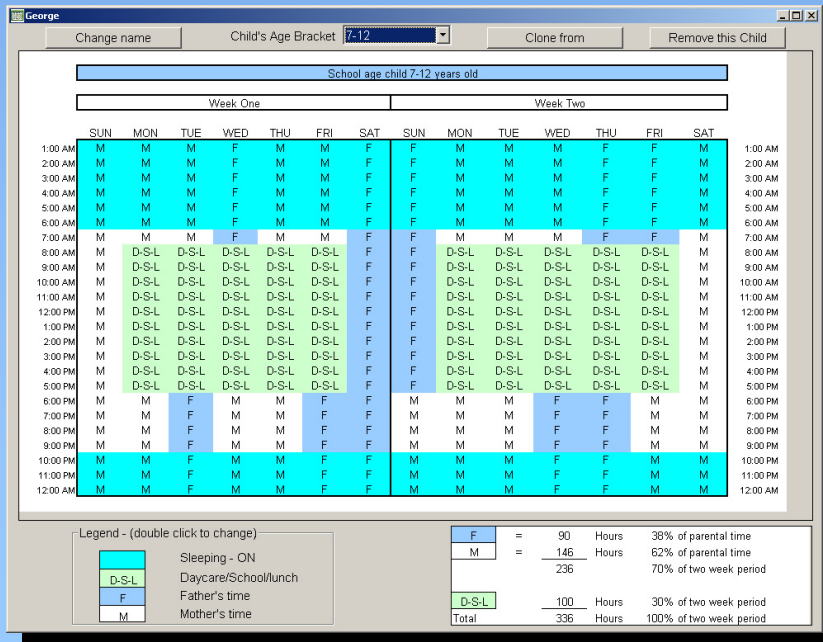 George
Change name Child's Age Bracket 7-12 Clone from Remove this Child
School age child 7-12 years old
Week One Week Two
SUN MON TUE WED THU FRI SAT SUN MON TUE WED THU FRI SAT
1:00 AM M M M F M M F F M M M F F M 1:00 AM
2:00 AM M M M F M M F F M M M F F M 2:00 AM
3:00 AM M M M F M M F F M M M F F M 3:00 AM
4:00 AM M M M F M M F F M M M F F M 4:00 AM
5:00 AM M M M F M M F F M M M F F M 5:00 AM
6:00 AM M M M F M M F F M M M F F M 6:00 AM
7:00 AM M M M F M M F F M M M F F M 7:00 AM
8:00 AM M D-S-L D-S-L D-S-L D-S-L D-S-L F F D-S-L D-S-L D-S-L D-S-L D-S-L M 8:00 AM
9:00 AM M D-S-L D-S-L D-S-L D-S-L D-S-L F F D-S-L D-S-L D-S-L D-S-L D-S-L M 9:00 AM
10:00 AM M D-S-L D-S-L D-S-L D-S-L D-S-L F F D-S-L D-S-L D-S-L D-S-L D-S-L M 10:00 AM
11:00 AM M D-S-L D-S-L D-S-L D-S-L D-S-L F F D-S-L D-S-L D-S-L D-S-L D-S-L M 11:00 AM
12:00 PM M D-S-L D-S-L D-S-L D-S-L D-S-L F F D-S-L D-S-L D-S-L D-S-L D-S-L M 12:00 PM
1:00 PM M D-S-L D-S-L D-S-L D-S-L D-S-L F F D-S-L D-S-L D-S-L D-S-L D-S-L M 1:00 PM
2:00 PM M D-S-L D-S-L D-S-L D-S-L D-S-L F F D-S-L D-S-L D-S-L D-S-L D-S-L M 2:00 PM
3:00 PM M D-S-L D-S-L D-S-L D-S-L D-S-L F F D-S-L D-S-L D-S-L D-S-L D-S-L M 3:00 PM
4:00 PM M D-S-L D-S-L D-S-L D-S-L D-S-L F F D-S-L D-S-L D-S-L D-S-L D-S-L M 4:00 PM
5:00 PM M D-S-L D-S-L D-S-L D-S-L D-S-L F F D-S-L D-S-L D-S-L D-S-L D-S-L M 5:00 PM
6:00 PM M M F M M F F M M M F F M M 6:00 PM
7:00 PM M M F M M F F M M M F F M M 7:00 PM
8:00 PM M M F M M F F M M M F F M M 8:00 PM
9:00 PM M M F M M F F M M M F F M M 9:00 PM
10:00 PM M M F M M F F M M M F F M M 10:00 PM
11:00 PM M M F M M F F M M M F F M M 11:00 PM
12:00 AM M M F M M F F M M M F F M M 12:00 AM
Legend - (double click to change)
Sleeping - ON
D-S-L Daycare/School/lunch
F Father's time
M Mother's time
F = 90 Hours 38% of parental time
M = 146 Hours 62% of parental time
236 70% of two week period
D-S-L 100 Hours 30% of two week period
Total 336 Hours 100% of two week period